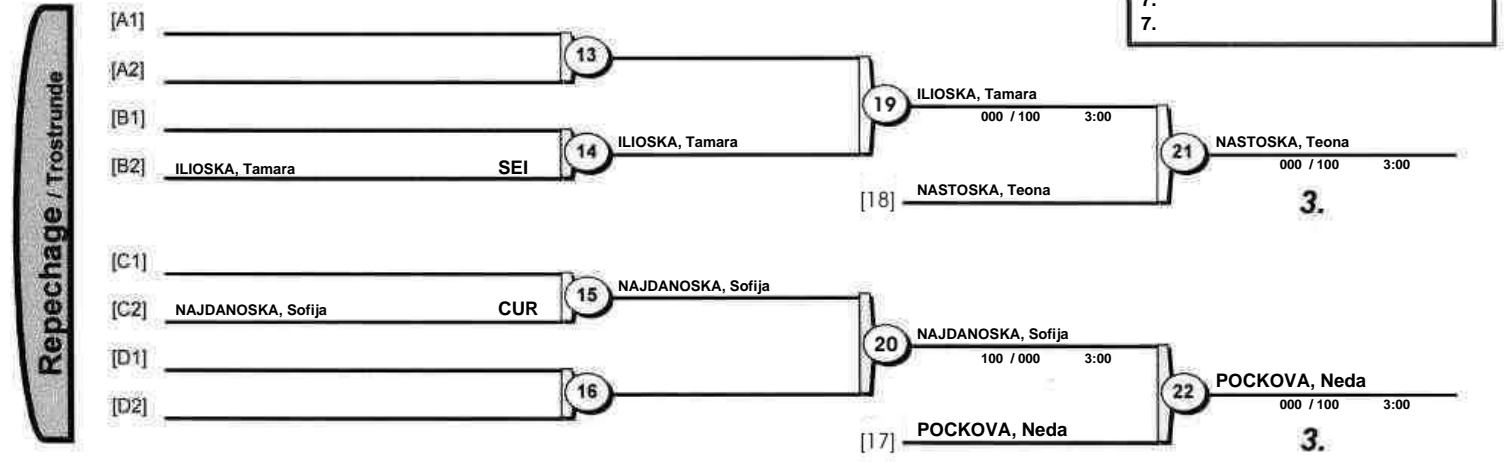 7.
7.
Repechage / Trostrunde
[A1]
[A2]
13
[B1]
[B2] ILIOSKA, Tamara SEI
14 ILIOSKA, Tamara
19 ILIOSKA, Tamara
000 / 100 3:00
[18] NASTOSKA, Teona
21 NASTOSKA, Teona
000 / 100 3:00
3.
[C1]
[C2] NAJDANOSKA, Sofija CUR
15 NAJDANOSKA, Sofija
[D1]
[D2]
16
20 NAJDANOSKA, Sofija
100 / 000 3:00
[17] POCKOVA, Neda
22 POCKOVA, Neda
000 / 100 3:00
3.